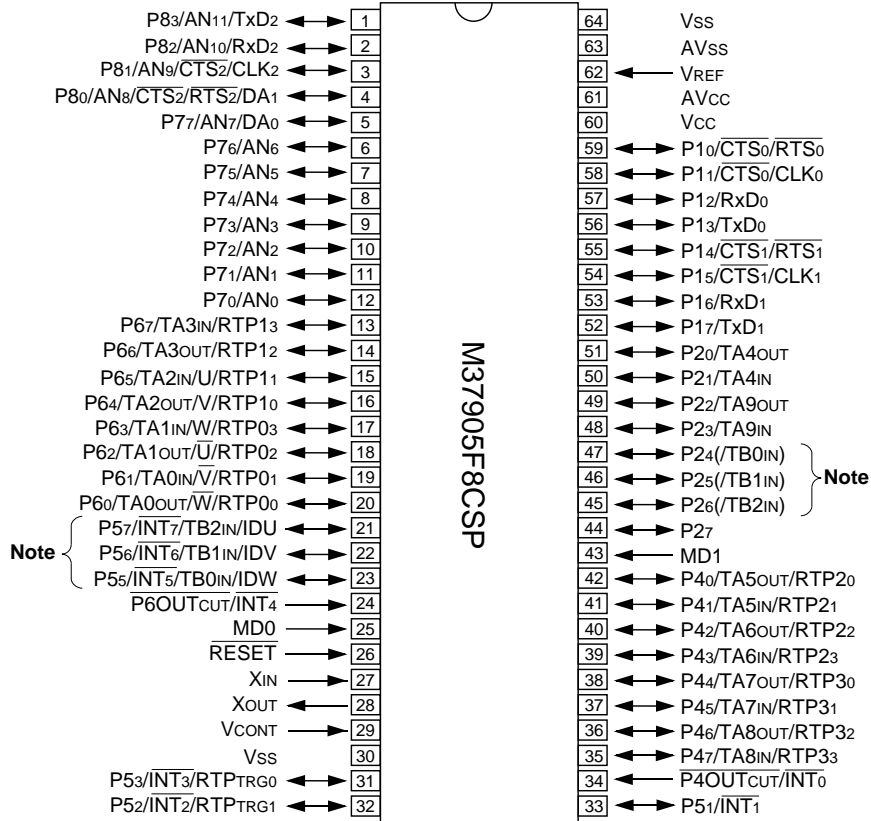 P83/AN11/TxD2 1
P82/AN10/RxD2 2
P81/AN9/CTS2/CLK2 3
P80/AN8/CTS2/RTS2/DA1 4
P77/AN7/DA0 5
P76/AN6 6
P75/AN5 7
P74/AN4 8
P73/AN3 9
P72/AN2 10
P71/AN1 11
P70/AN0 12
P67/TA3IN/RTP13 13
P66/TA3OUT/RTP12 14
P65/TA2IN/U/RTP11 15
P64/TA2OUT/V/RTP10 16
P63/TA1IN/W/RTP03 17
P62/TA1OUT/U/RTP02 18
P61/TA0IN/V/RTP01 19
P60/TA0OUT/W/RTP00 20
P57/INT7/TB2IN/IDU 21
Note P56/INT6/TB1IN/IDV 22
P55/INT5/TB0IN/IDW 23
P6OUTCUT/INT4 24
MD0 25
RESET 26
XIN 27
XOUT 28
VCONT 29
VSS 30
P53/INT3/RTPTRG0 31
P52/INT2/RTPTRG1 32
M37905F8CSP
64 VSS
63 AVSS
62 VREF
61 AVCC
60 VCC
59 P10/CTS0/RTS0
58 P11/CTS0/CLK0
57 P12/RxD0
56 P13/TxD0
55 P14/CTS1/RTS1
54 P15/CTS1/CLK1
53 P16/RxD1
52 P17/TxD1
51 P20/TA4OUT
50 P21/TA4IN
49 P22/TA9OUT
48 P23/TA9IN
47 P24(/TB0IN)
46 P25(/TB1IN) Note
45 P26(/TB2IN)
44 P27
43 MD1
42 P40/TA5OUT/RTP20
41 P41/TA5IN/RTP21
40 P42/TA6OUT/RTP22
39 P43/TA6IN/RTP23
38 P44/TA7OUT/RTP30
37 P45/TA7IN/RTP31
36 P46/TA8OUT/RTP32
35 P47/TA8IN/RTP33
34 P4OUTCUT/INT0
33 P51/INT1